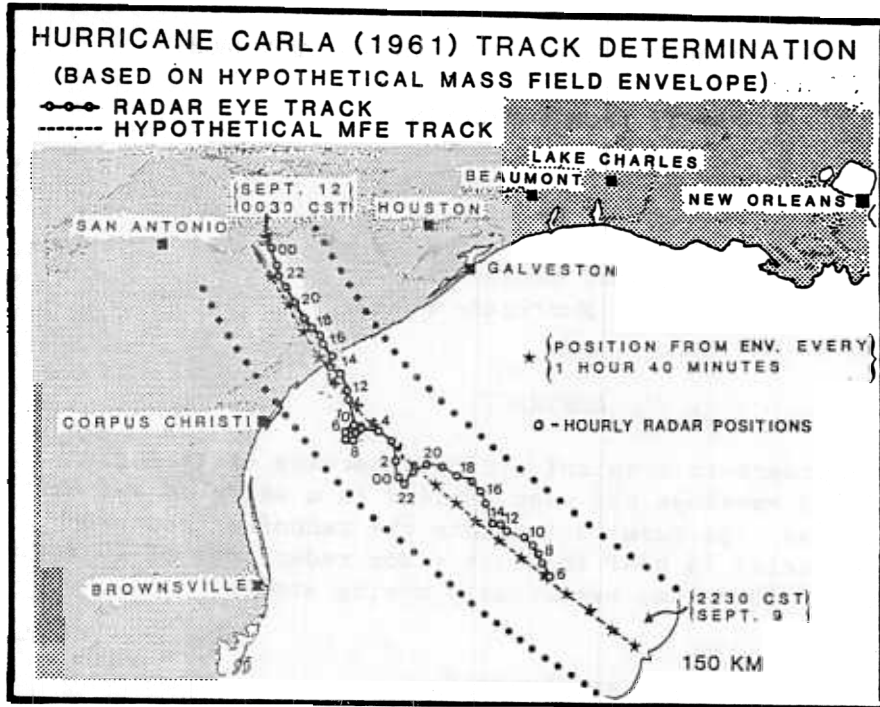 HURRICANE CARLA (1961) TRACK DETERMINATION
(BASED ON HYPOTHETICAL MASS FIELD ENVELOPE)
RADAR EYE TRACK
HYPOTHETICAL MFE TRACK
LAKE CHARLES
BEAUMONT
NEW ORLEANS
(SEPT. 12
0030 CST)
HOUSTON
SAN ANTONIO
GALVESTON
00
22
20
18
16
14
12
10
6
8
4
2
00
22
20
18
16
14
12
10
8
6
(POSITION FROM ENV. EVERY
1 HOUR 40 MINUTES)
CORPUS CHRISTI
o - HOURLY RADAR POSITIONS
BROWNSVILLE
(2230 CST)
SEPT. 9
150 KM